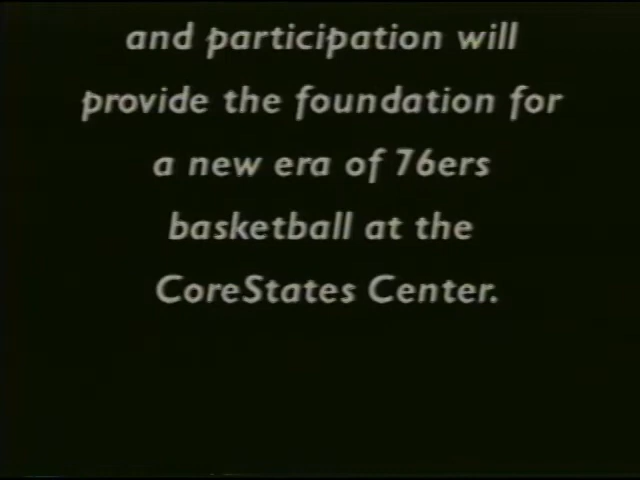 and participation will
provide the foundation for
a new era of 76ers
basketball at the
CoreStates Center.